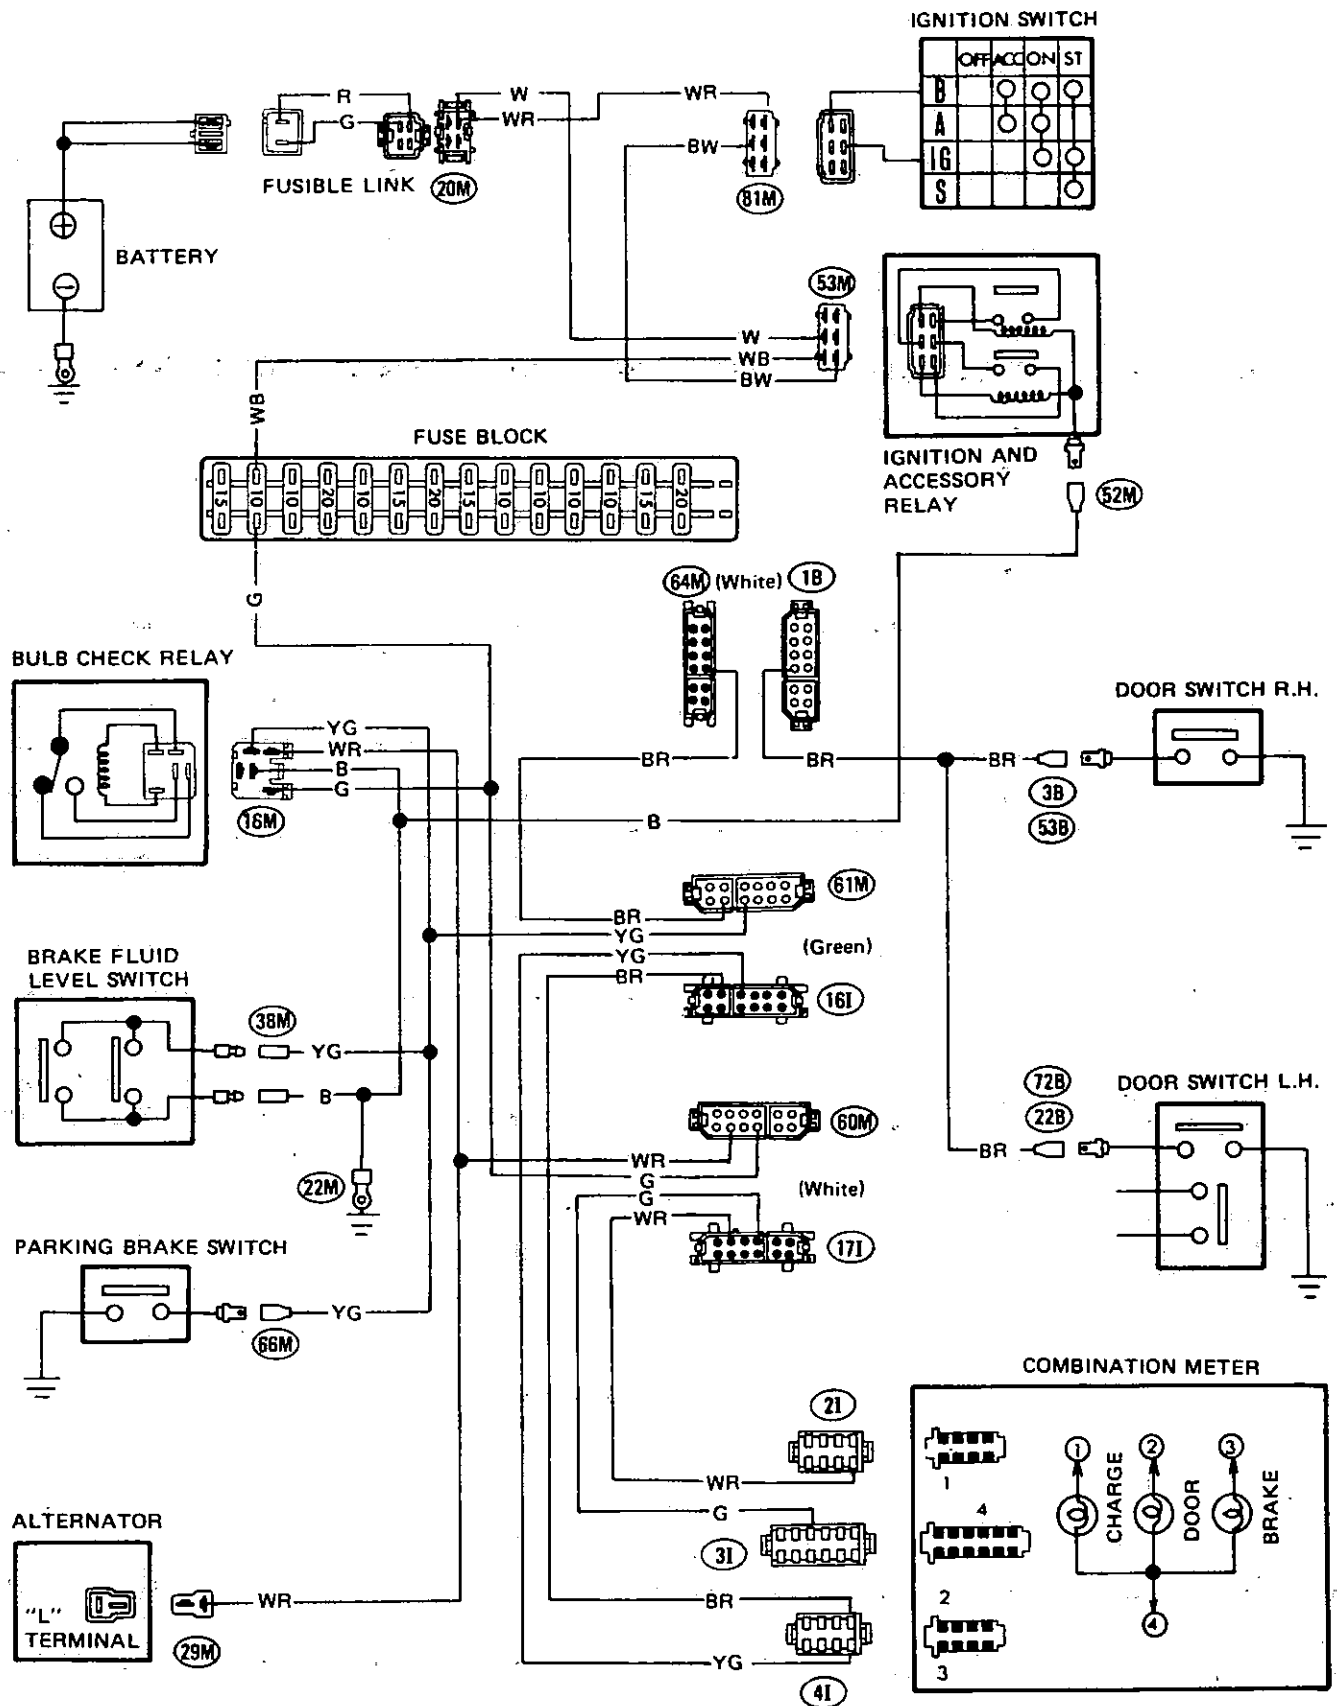 IGNITION SWITCH
OFF ACC ON ST
B
A
IG
S
R
G
W
WR
WR
BW
FUSIBLE LINK
20M
81M
BATTERY
53M
W
WB
BW
WB
FUSE BLOCK
IGNITION AND
ACCESSORY
RELAY
52M
15 10 10 20 10 15 20 15 10 10 10 10 15 20
G
64M (White) 1B
BULB CHECK RELAY
DOOR SWITCH R.H.
YG
WR
B
G
16M
BR
BR
BR
3B
53B
B
61M
BR
YG
(Green)
YG
BR
16I
BRAKE FLUID
LEVEL SWITCH
38M
YG
B
22M
72B
22B
DOOR SWITCH L.H.
BR
60M
WR
G
G
(White)
WR
17I
PARKING BRAKE SWITCH
YG
66M
COMBINATION METER
2I
WR
G
3I
BR
YG
4I
1
4
2
3
1 2 3
CHARGE
DOOR
BRAKE
4
ALTERNATOR
"L"
TERMINAL
WR
29M